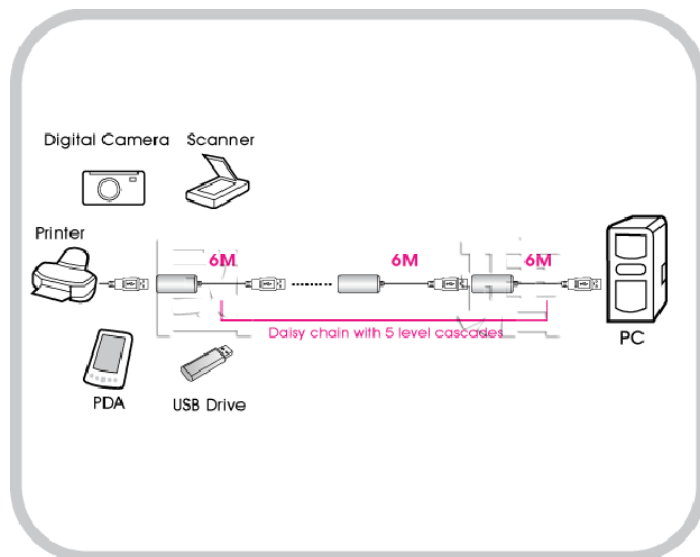 Digital Camera Scanner
Printer
6M 6M 6M
Daisy chain with 5 level cascades
PC
PDA USB Drive